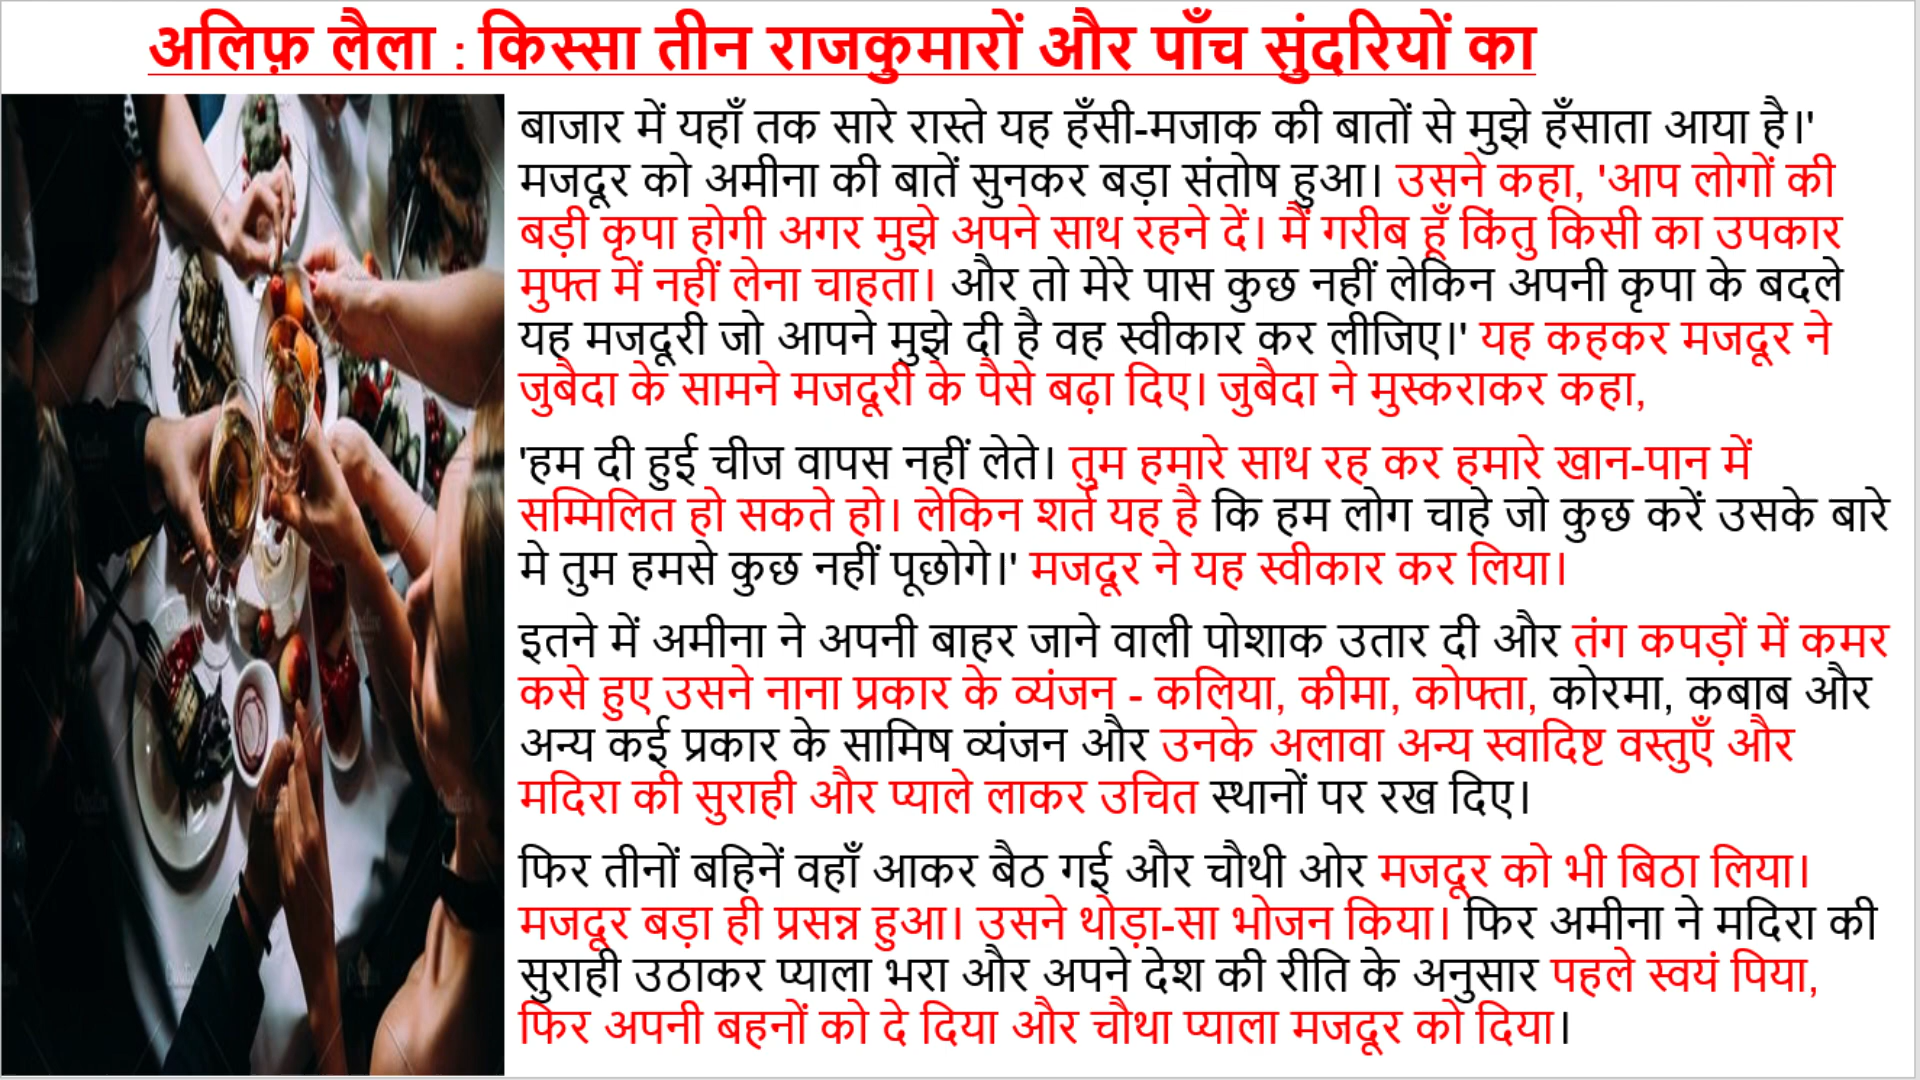 अलिफ़ लैला : किस्सा तीन राजकुमारों और पाँच सुंदरियों का
बाजार में यहाँ तक सारे रास्ते यह हँसी-मजाक की बातों से मुझे हँसाता आया है।'
मजदूर को अमीना की बातें सुनकर बड़ा संतोष हुआ। उसने कहा, 'आप लोगों की
बड़ी कृपा होगी अगर मुझे अपने साथ रहने दें। मैं गरीब हूँ किंतु किसी का उपकार
मुफ्त में नहीं लेना चाहता। और तो मेरे पास कुछ नहीं लेकिन अपनी कृपा के बदले
यह मजदूरी जो आपने मुझे दी है वह स्वीकार कर लीजिए।' यह कहकर मजदूर ने
जुबैदा के सामने मजदूरी के पैसे बढ़ा दिए। जुबैदा ने मुस्कराकर कहा,
'हम दी हुई चीज वापस नहीं लेते। तुम हमारे साथ रह कर हमारे खान-पान में
सम्मिलित हो सकते हो। लेकिन शर्त यह है कि हम लोग चाहे जो कुछ करें उसके बारे
मे तुम हमसे कुछ नहीं पूछोगे।' मजदूर ने यह स्वीकार कर लिया।
इतने में अमीना ने अपनी बाहर जाने वाली पोशाक उतार दी और तंग कपड़ों में कमर
कसे हुए उसने नाना प्रकार के व्यंजन - कलिया, कीमा, कोफ्ता, कोरमा, कबाब और
अन्य कई प्रकार के सामिष व्यंजन और उनके अलावा अन्य स्वादिष्ट वस्तुएँ और
मदिरा की सुराही और प्याले लाकर उचित स्थानों पर रख दिए।
फिर तीनों बहिनें वहाँ आकर बैठ गई और चौथी ओर मजदूर को भी बिठा लिया।
मजदूर बड़ा ही प्रसन्न हुआ। उसने थोड़ा-सा भोजन किया। फिर अमीना ने मदिरा की
सुराही उठाकर प्याला भरा और अपने देश की रीति के अनुसार पहले स्वयं पिया,
फिर अपनी बहनों को दे दिया और चौथा प्याला मजदूर को दिया।